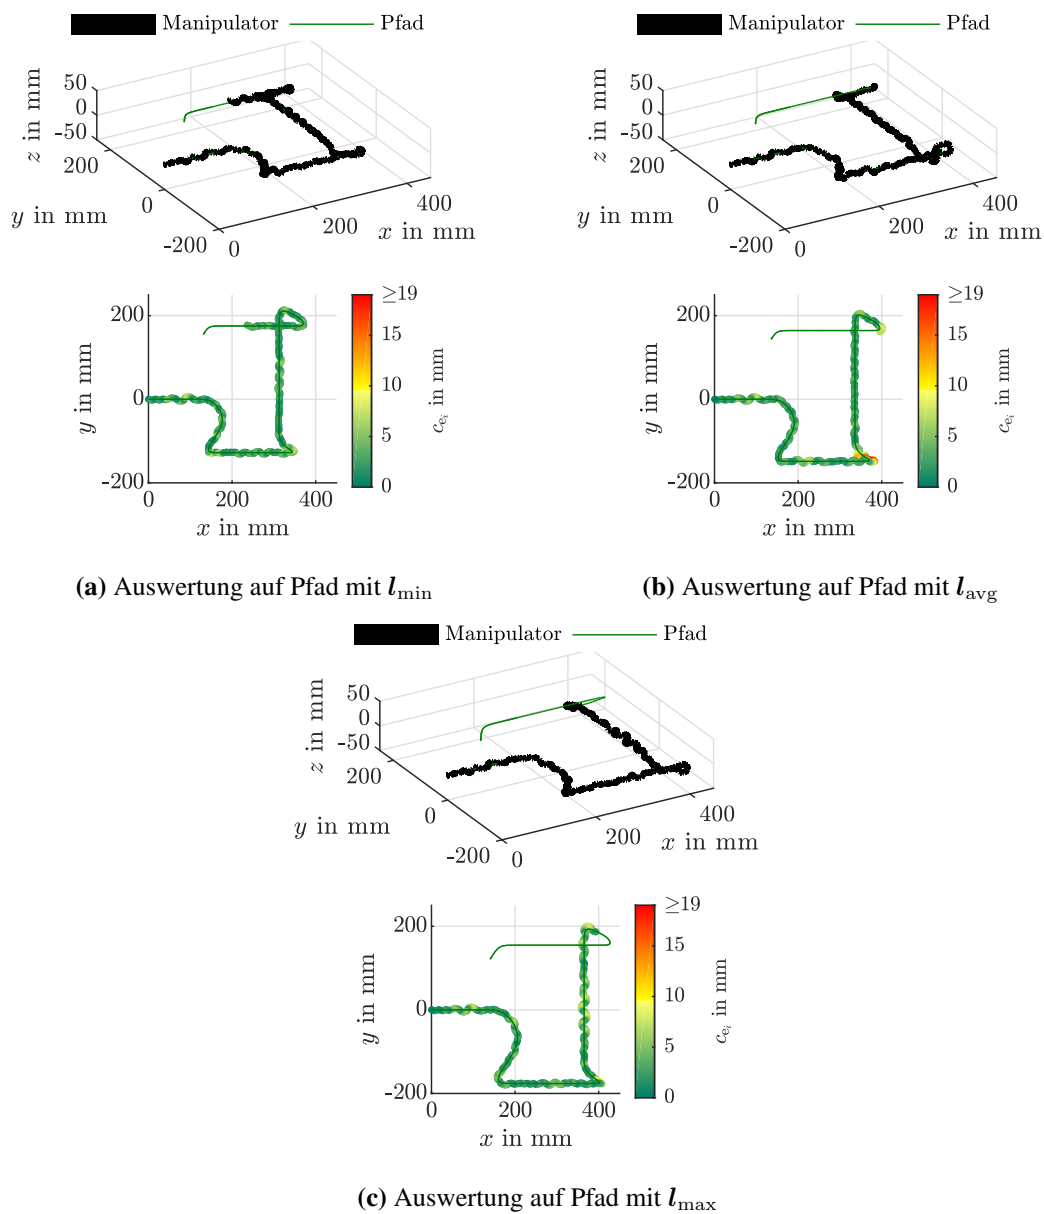 Manipulator Pfad
z in mm
50
0
-50
200
0
-200
y in mm
0
200
400
x in mm
y in mm
200
0
-200
0 200 400
x in mm
≥19
15
10
5
0
c_{e_i} in mm
(a) Auswertung auf Pfad mit l_min
Manipulator Pfad
z in mm
50
0
-50
200
0
-200
y in mm
0
200
400
x in mm
y in mm
200
0
-200
0 200 400
x in mm
≥19
15
10
5
0
c_{e_i} in mm
(b) Auswertung auf Pfad mit l_avg
Manipulator Pfad
z in mm
50
0
-50
200
0
-200
y in mm
0
200
400
x in mm
y in mm
200
0
-200
0 200 400
x in mm
≥19
15
10
5
0
c_{e_i} in mm
(c) Auswertung auf Pfad mit l_max